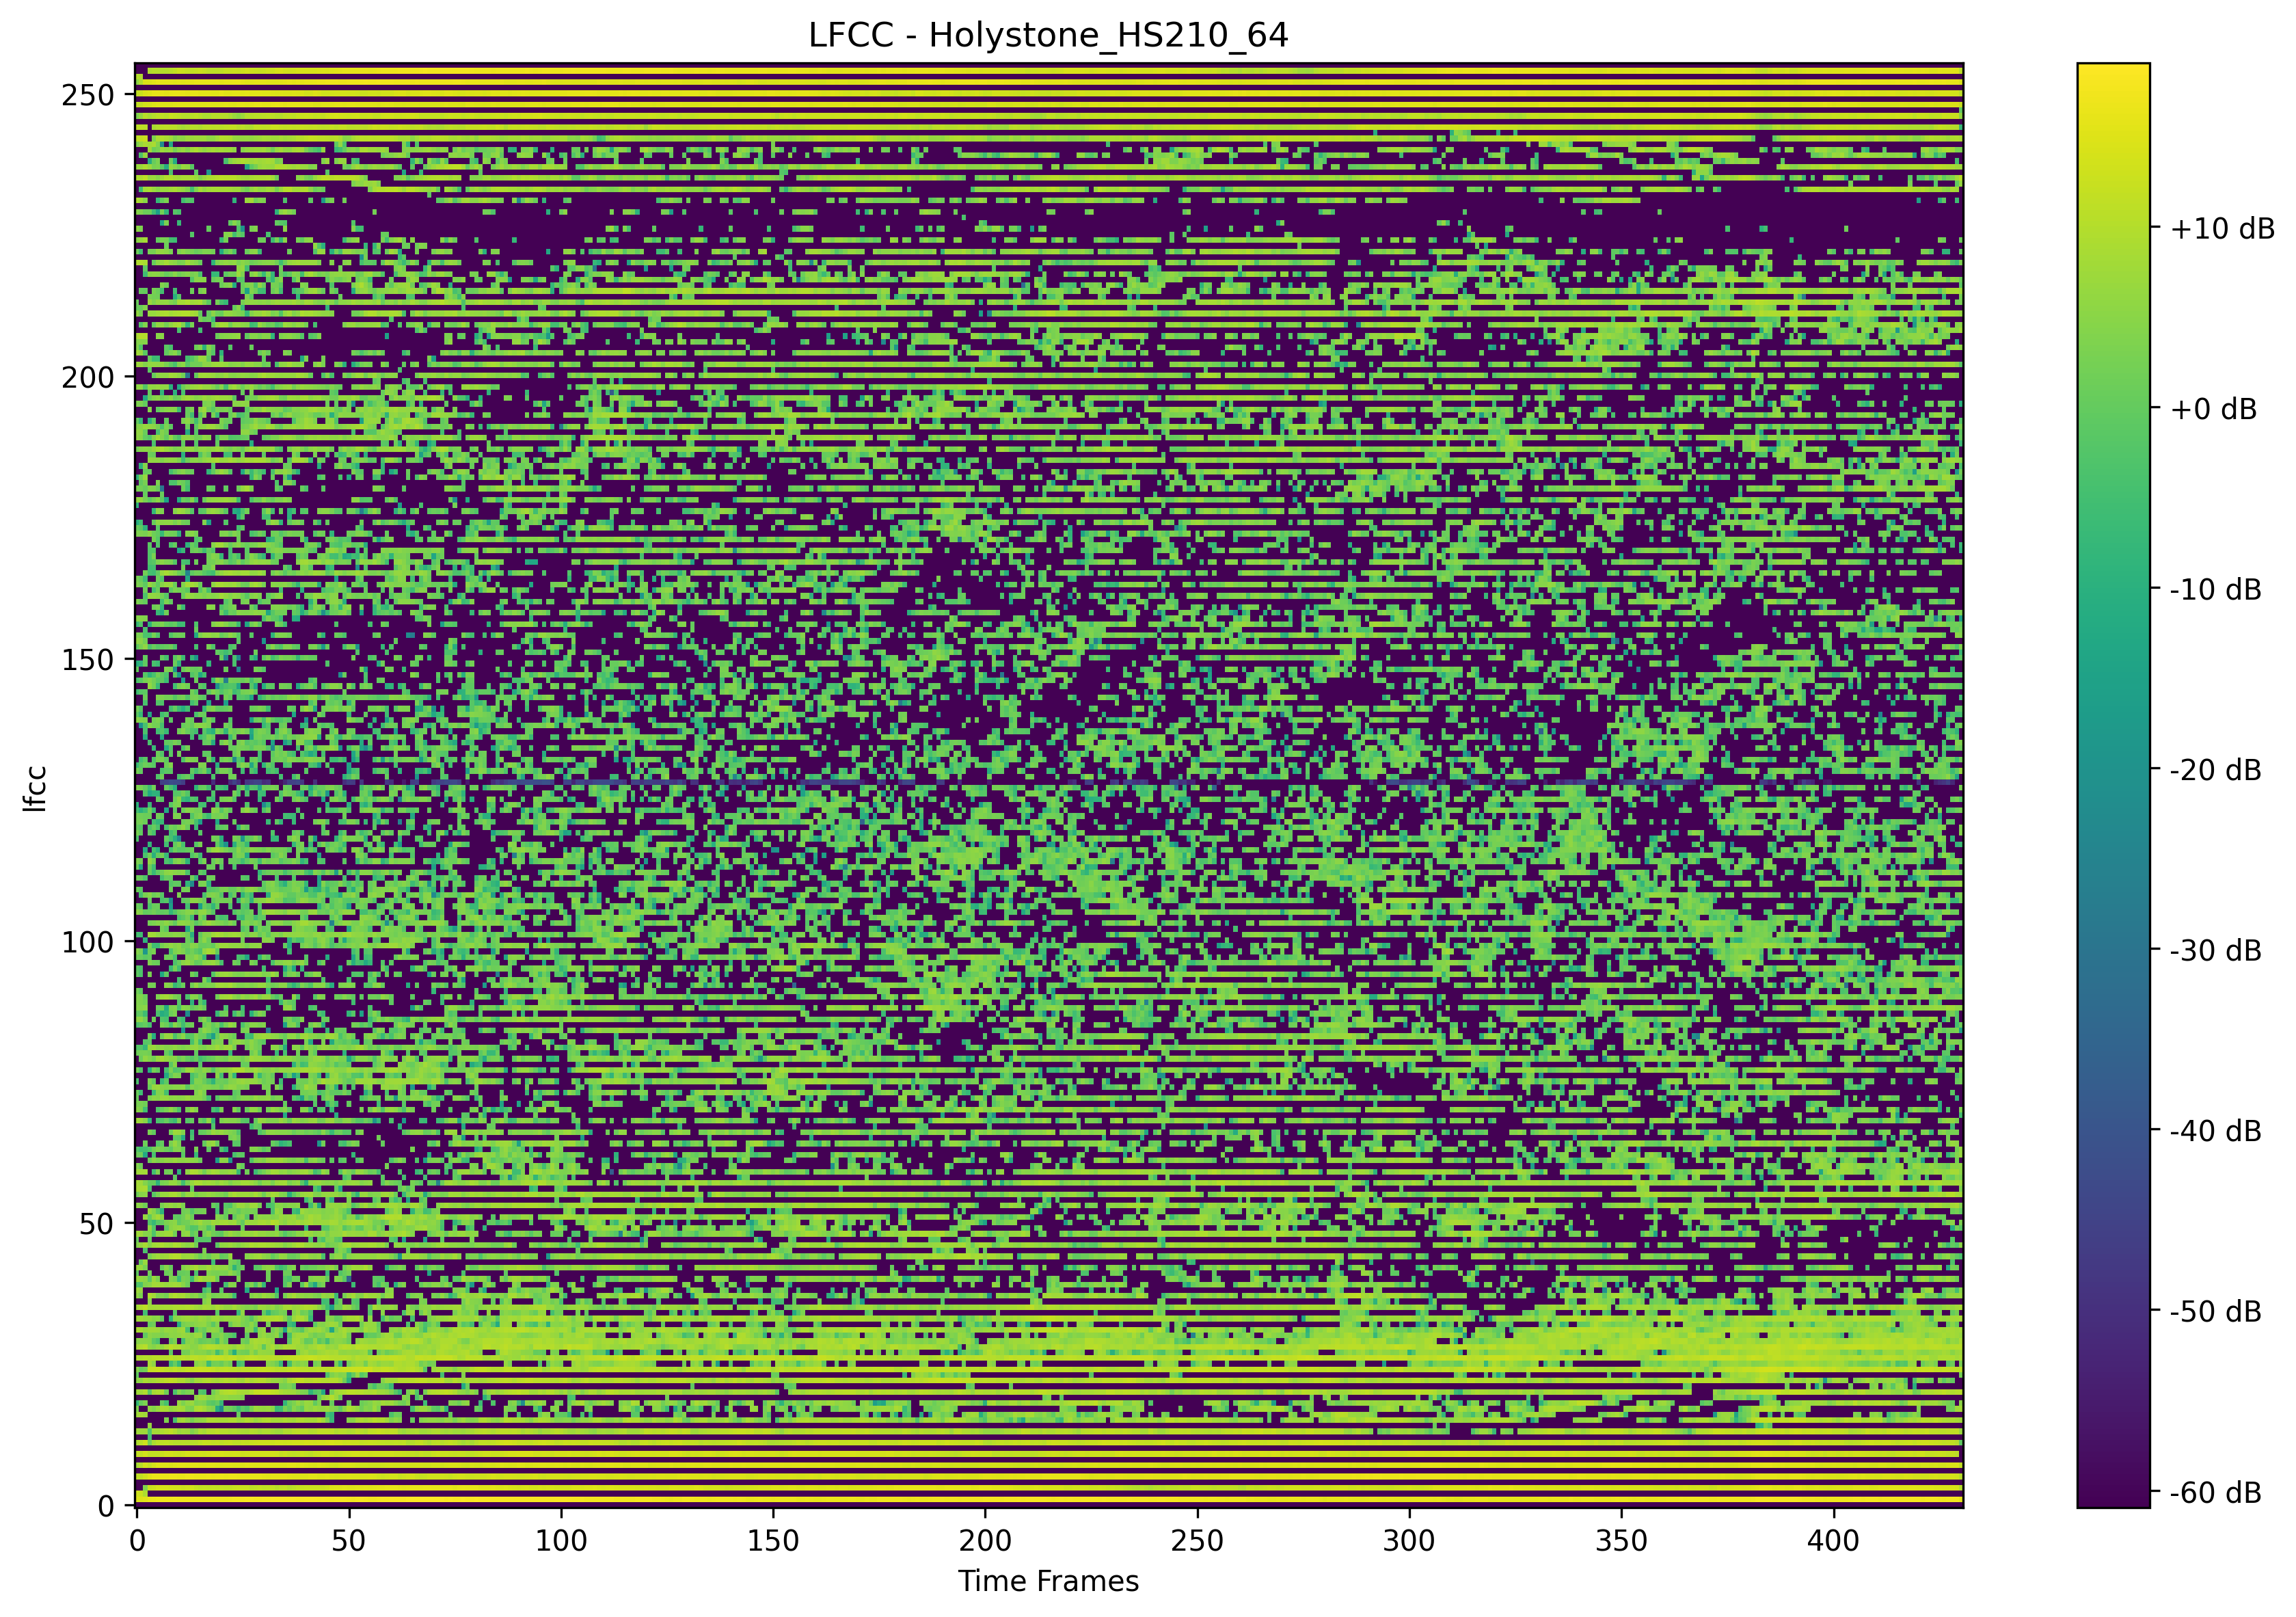 LFCC - Holystone_HS210_64
250
200
150
100
50
0
lfcc
0 50 100 150 200 250 300 350 400
Time Frames
+10 dB
+0 dB
-10 dB
-20 dB
-30 dB
-40 dB
-50 dB
-60 dB